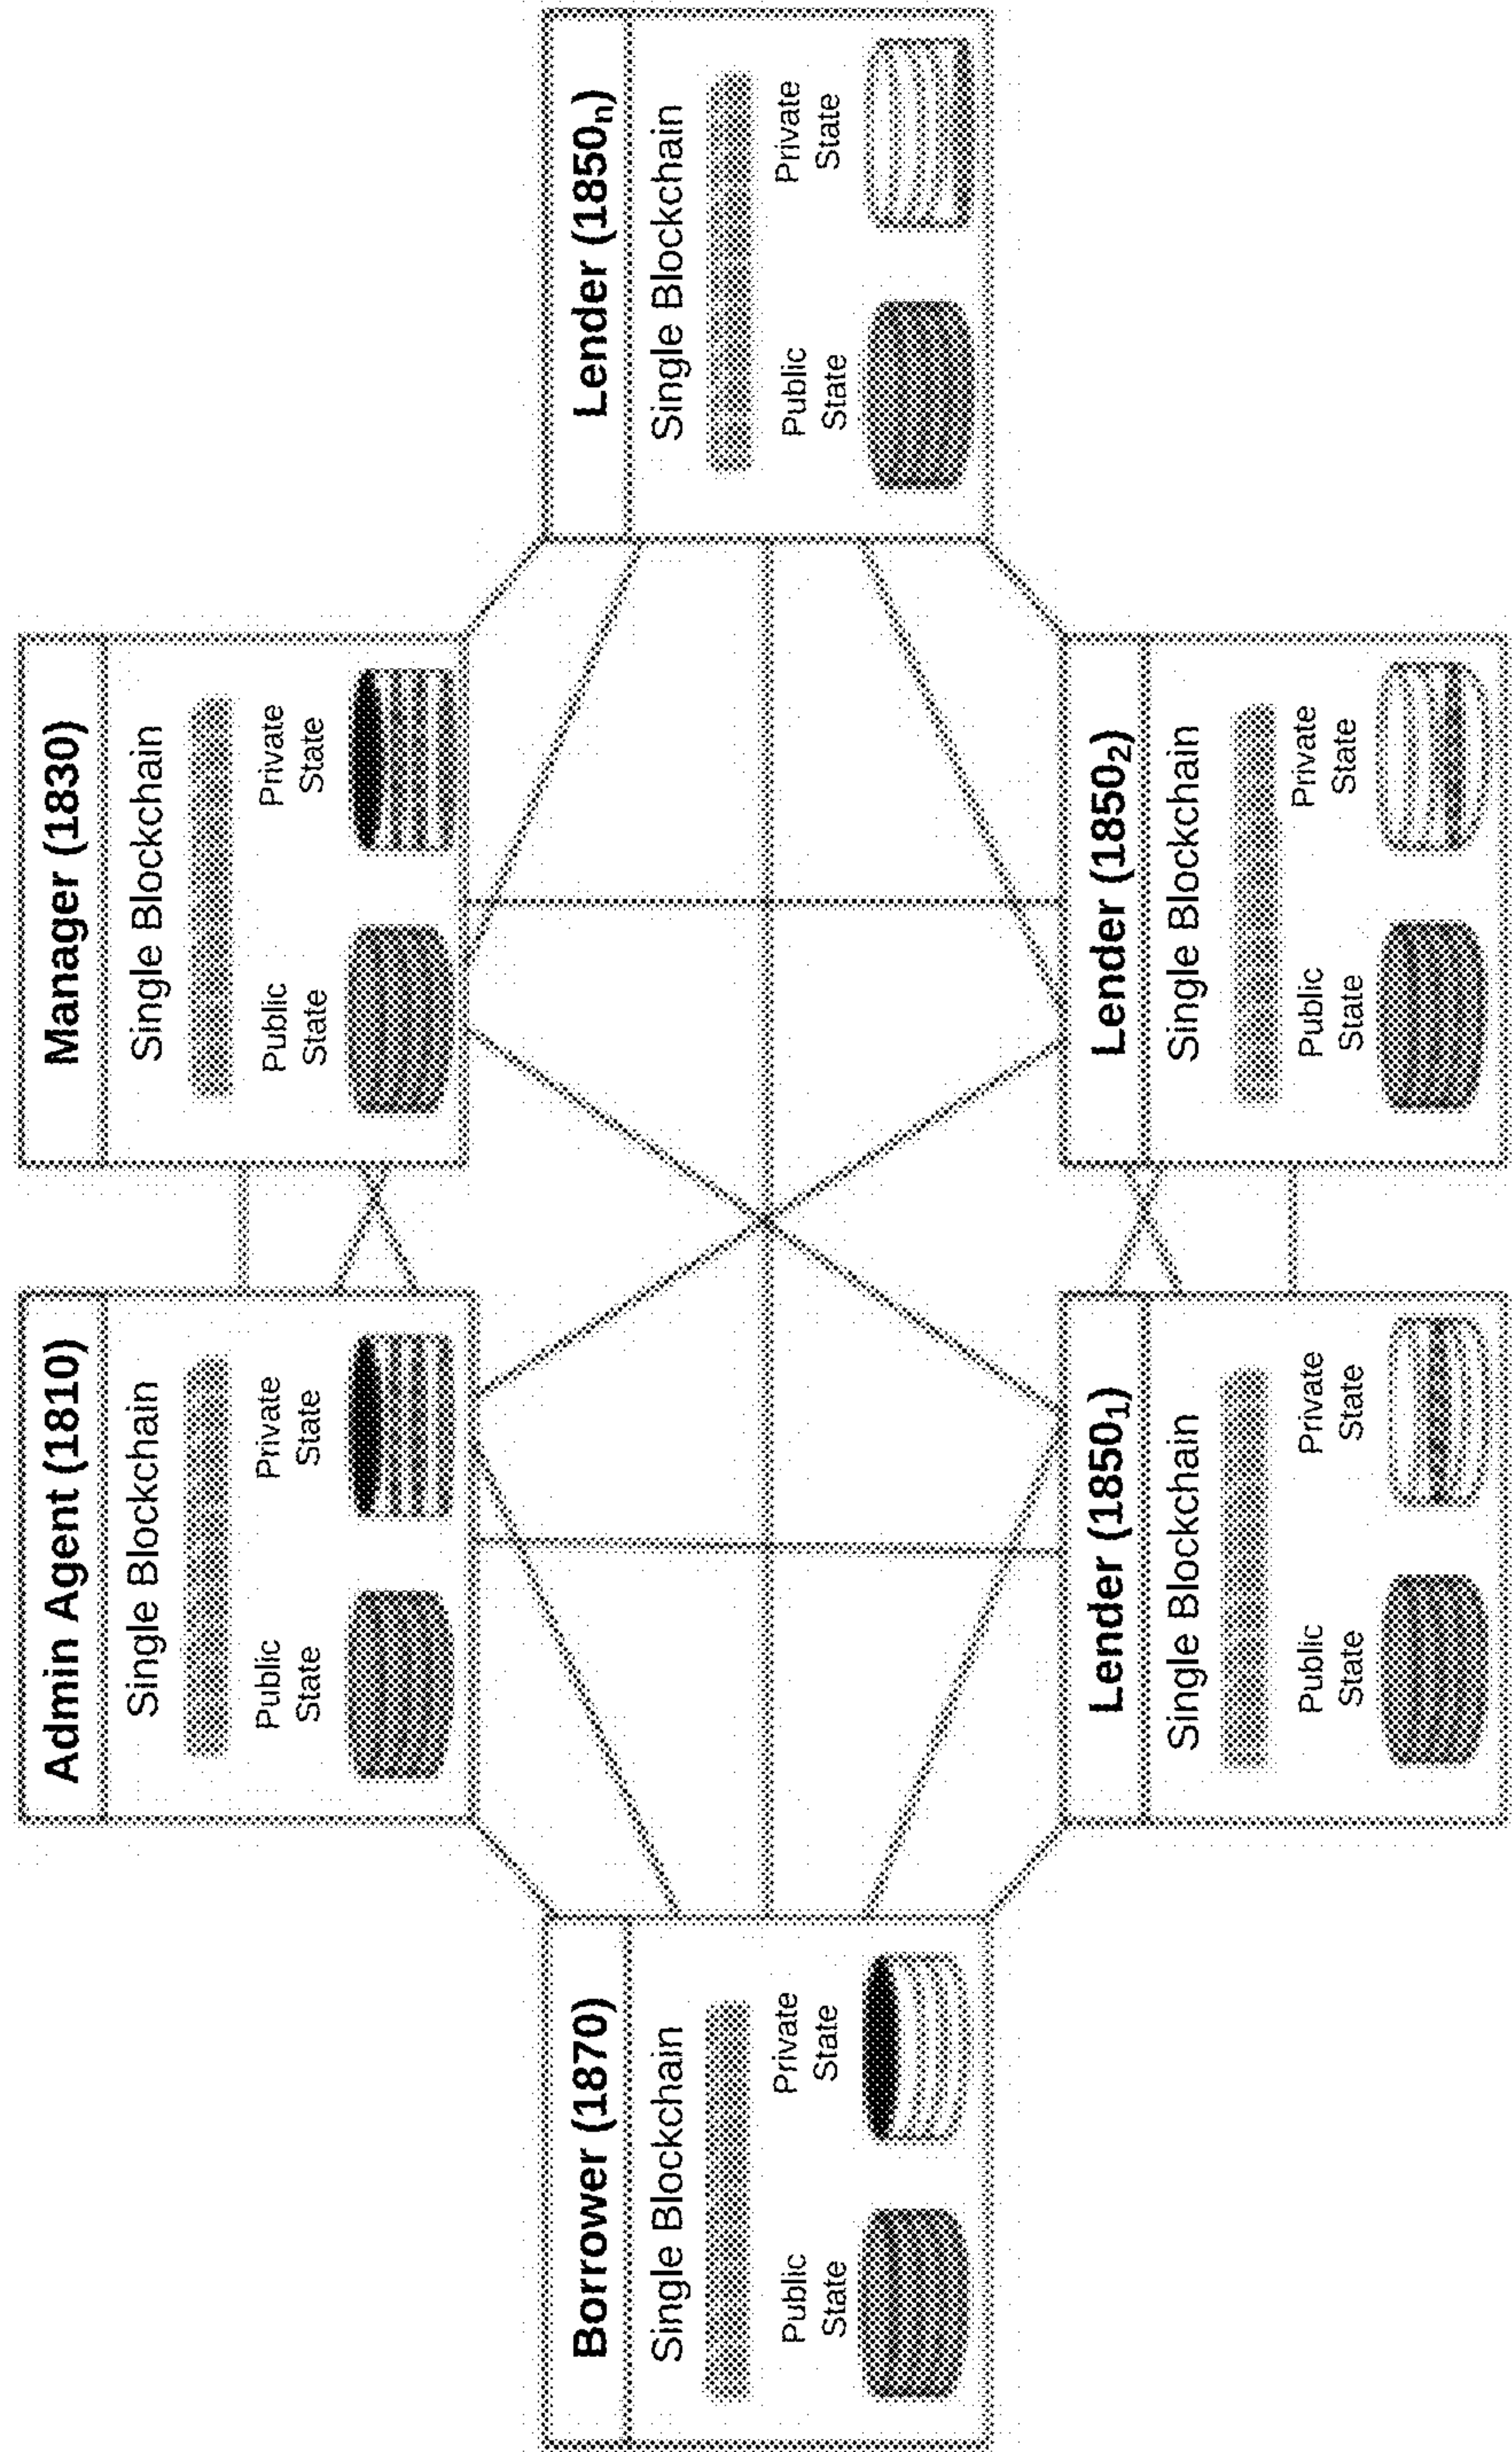 Admin Agent (1810)
Single Blockchain
Public
State
Private
State
Manager (1830)
Single Blockchain
Public
State
Private
State
Borrower (1870)
Single Blockchain
Public
State
Private
State
Lender (1850n)
Single Blockchain
Public
State
Private
State
Lender (1850₁)
Single Blockchain
Public
State
Private
State
Lender (1850₂)
Single Blockchain
Public
State
Private
State